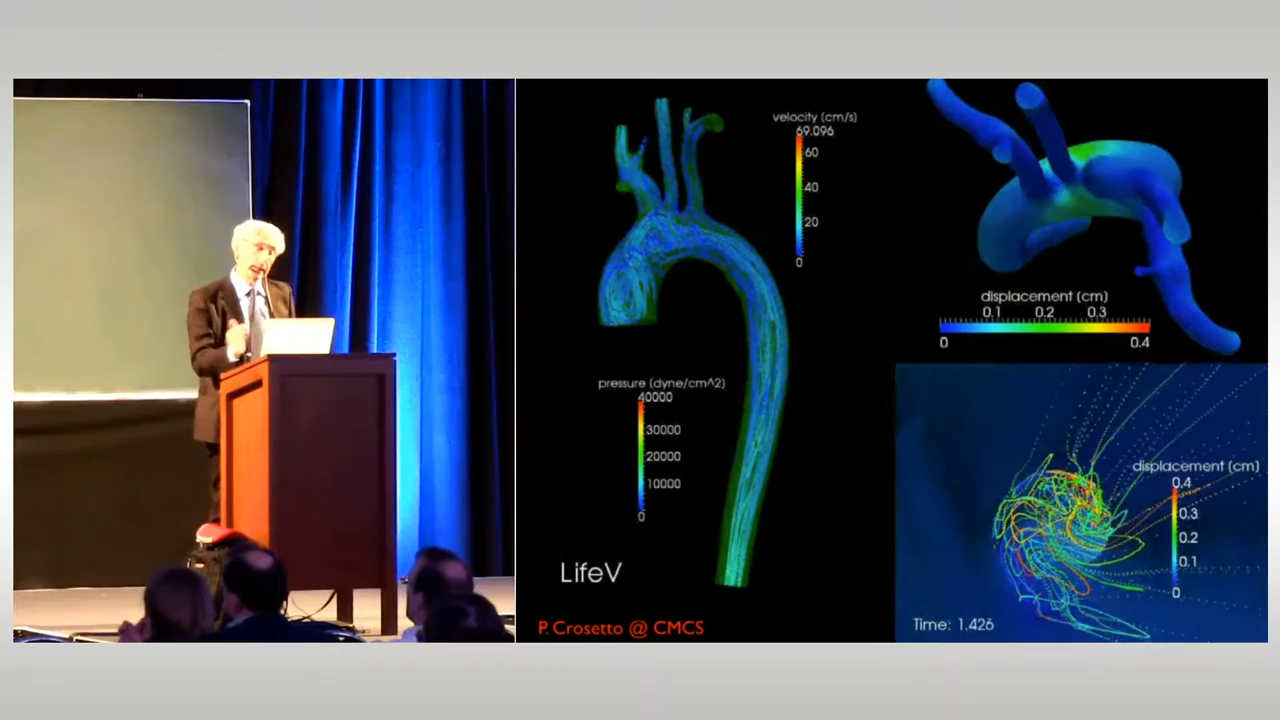 velocity (cm/s)
69.096
60
40
20
0
displacement (cm)
0.1 0.2 0.3
0 0.4
pressure (dyne/cm^2)
40000
30000
20000
10000
0
displacement (cm)
0.4
0.3
0.2
0.1
0
LifeV
P. Crosetto @ CMCS
Time: 1.426